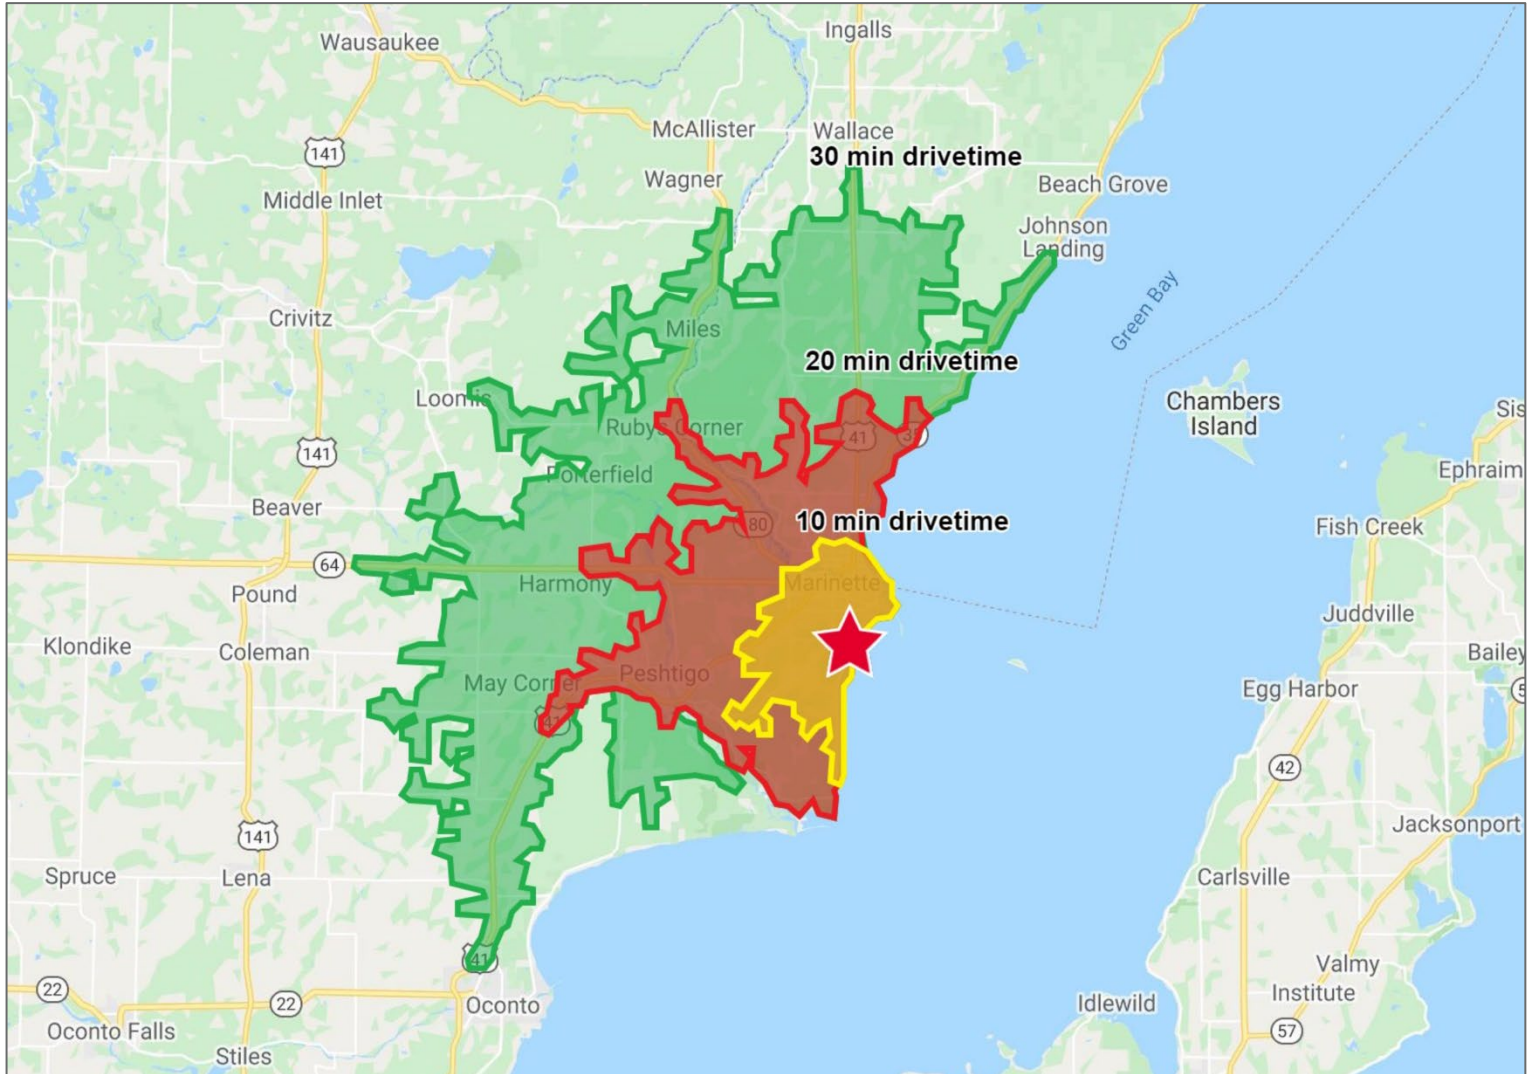 Ingalls
Wausaukee
McAllister
Wallace
30 min drivetime
141
Wagner
Beach Grove
Middle Inlet
Johnson
Landing
Green Bay
Crivitz
Miles
20 min drivetime
Loomis
Chambers
Island
Sis
Rubys Corner
41
35
141
Porterfield
Ephraim
Beaver
180
10 min drivetime
Fish Creek
64
Harmony
Marinette
Pound
Juddville
Klondike
Coleman
Bailey
Peshtigo
May Corner
Egg Harbor
5
41
42
141
Jacksonport
Spruce
Lena
Carlsville
41
Valmy
22
22
Oconto
Idlewild
Institute
Oconto Falls
57
Stiles